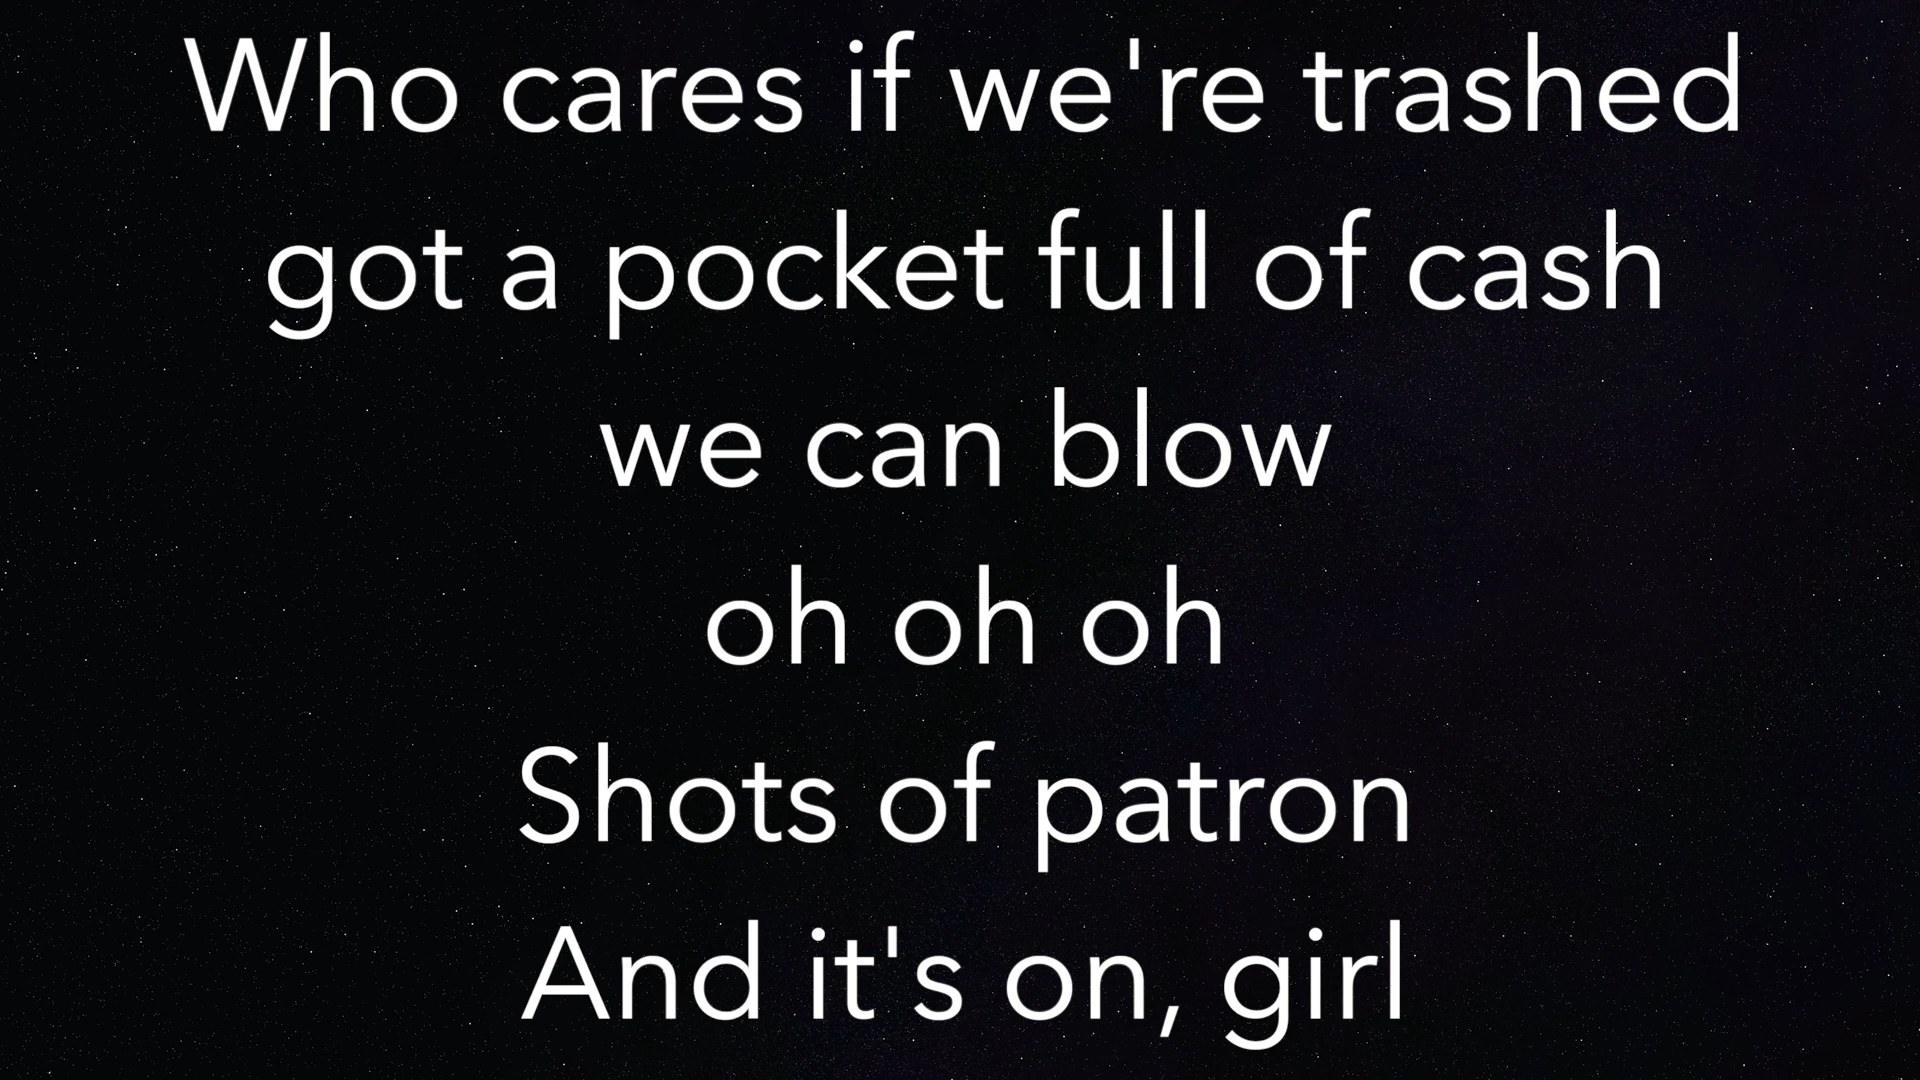 Who cares if we're trashed
got a pocket full of cash
we can blow
oh oh oh
Shots of patron
And it's on, girl